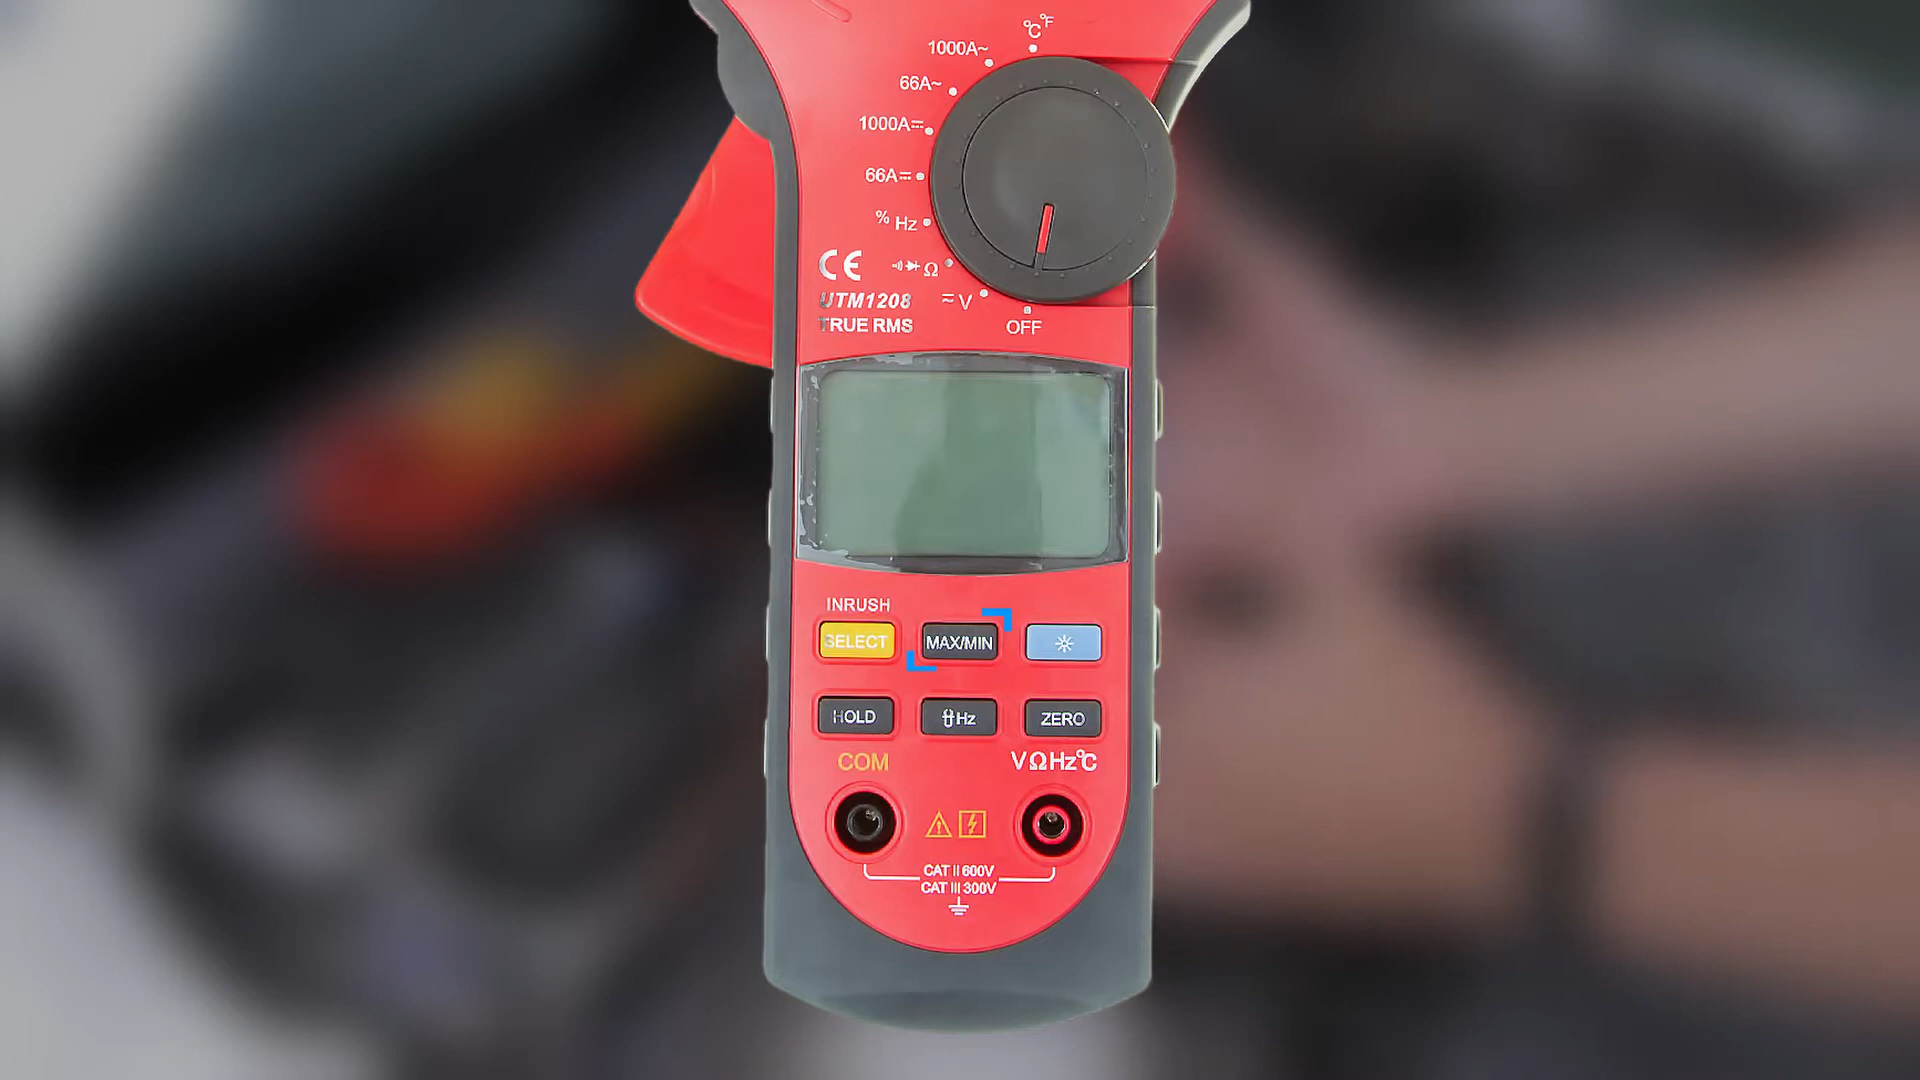 °C°F
1000A~
66A~
1000A⎓
66A⎓
% Hz
Ω
CE
UTM1208
V
TRUE RMS
OFF
INRUSH
SELECT
MAX/MIN
HOLD
Hz
ZERO
COM
VΩHz°C
CAT II 600V
CAT III 300V